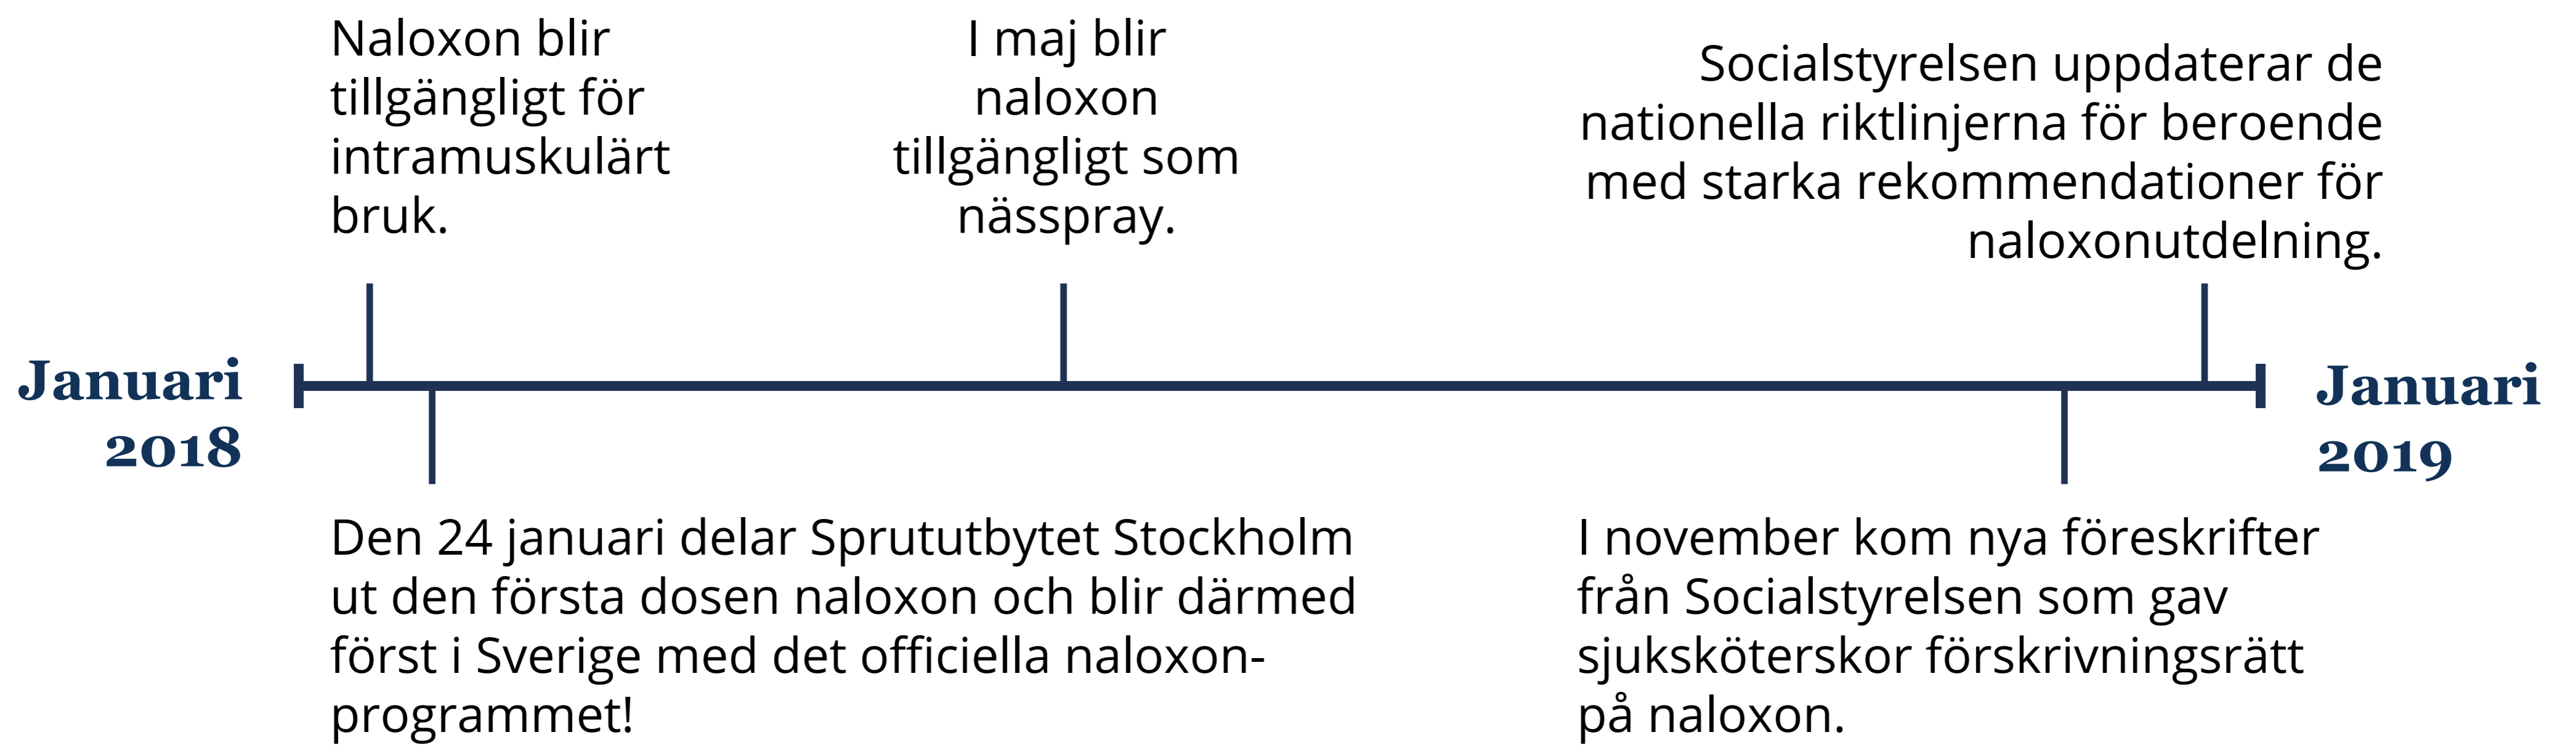 Naloxon blir
tillgängligt för
intramuskulärt
bruk.
I maj blir
naloxon
tillgängligt som
nässpray.
Socialstyrelsen uppdaterar de
nationella riktlinjerna för beroende
med starka rekommendationer för
naloxonutdelning.
Januari
2018
Januari
2019
Den 24 januari delar Sprututbytet Stockholm
ut den första dosen naloxon och blir därmed
först i Sverige med det officiella naloxon-
programmet!
I november kom nya föreskrifter
från Socialstyrelsen som gav
sjuksköterskor förskrivningsrätt
på naloxon.